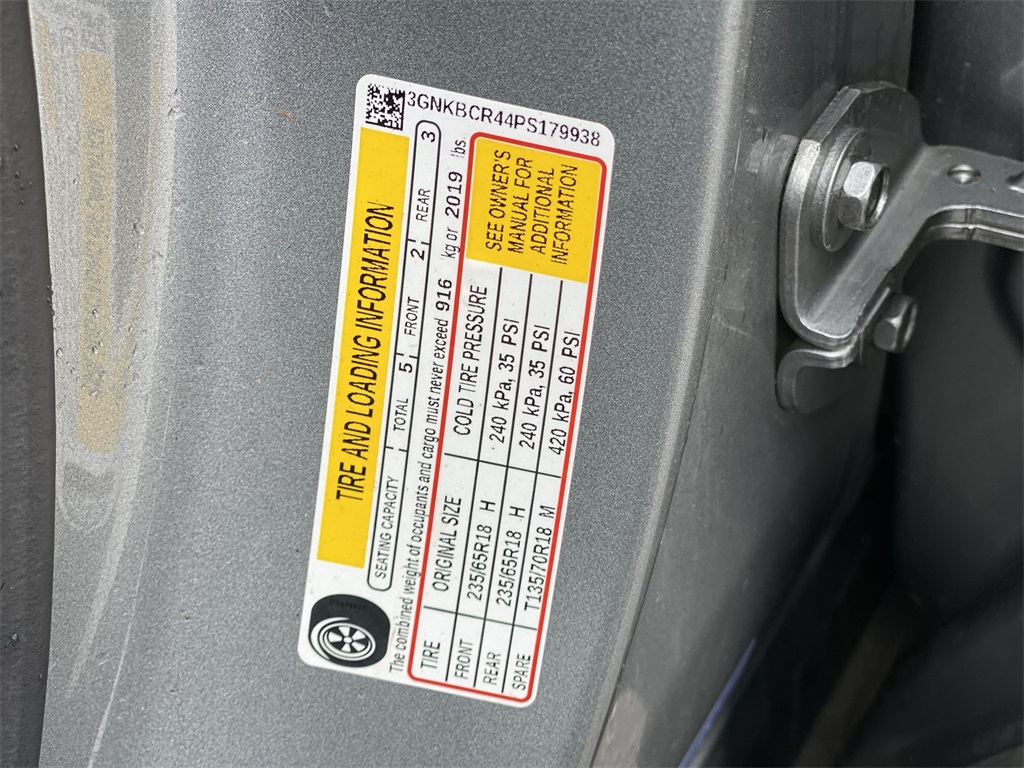 3GNKBCR44PS179938
TIRE AND LOADING INFORMATION
SEATING CAPACITY TOTAL 5 FRONT 2 REAR 3
The combined weight of occupants and cargo must never exceed 916 kg or 2019 lbs
TIRE ORIGINAL SIZE COLD TIRE PRESSURE
FRONT 235/65R18 H 240 kPa, 35 PSI
REAR 235/65R18 H 240 kPa, 35 PSI
SPARE T135/70R18 M 420 kPa, 60 PSI
SEE OWNER'S
MANUAL FOR
ADDITIONAL
INFORMATION